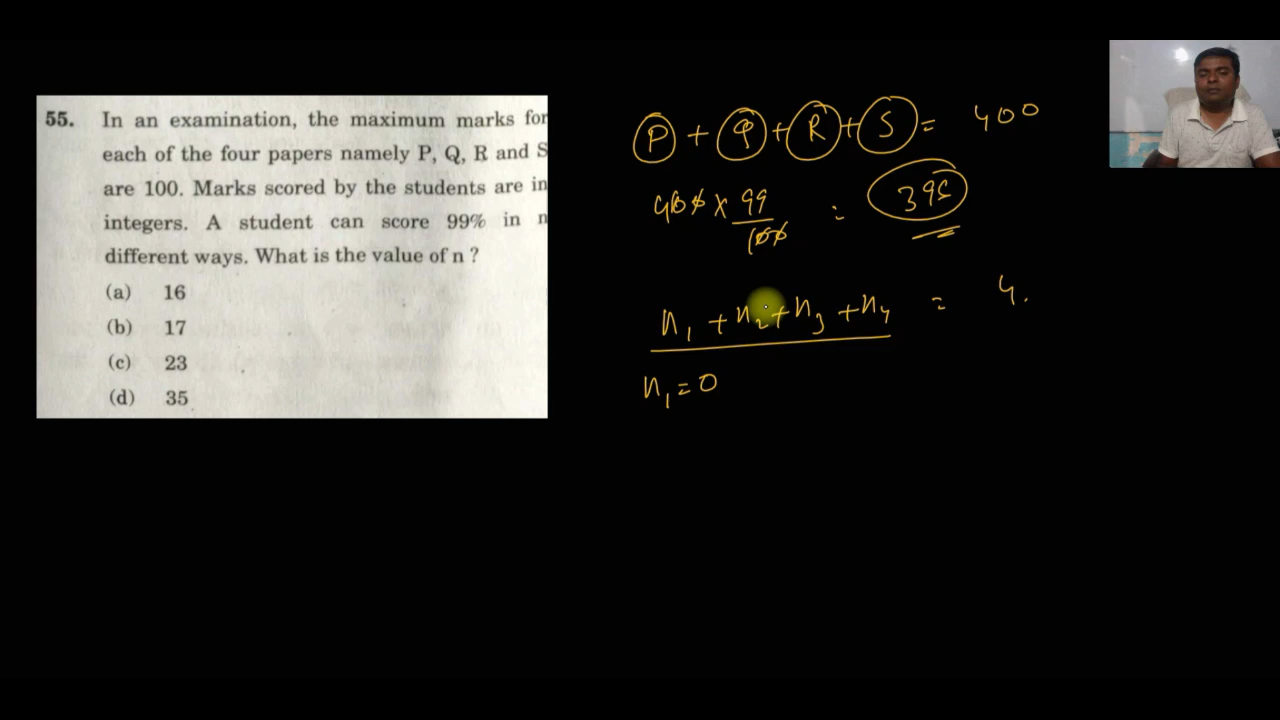 55. In an examination, the maximum marks for
each of the four papers namely P, Q, R and S
are 100. Marks scored by the students are in
integers. A student can score 99% in n
different ways. What is the value of n ?
(a) 16
(b) 17
(c) 23
(d) 35
P + Q + R + S = 400
400 × 99/100 = 396
n₁ + n₂ + n₃ + n₄ = 4.
n₁ = 0